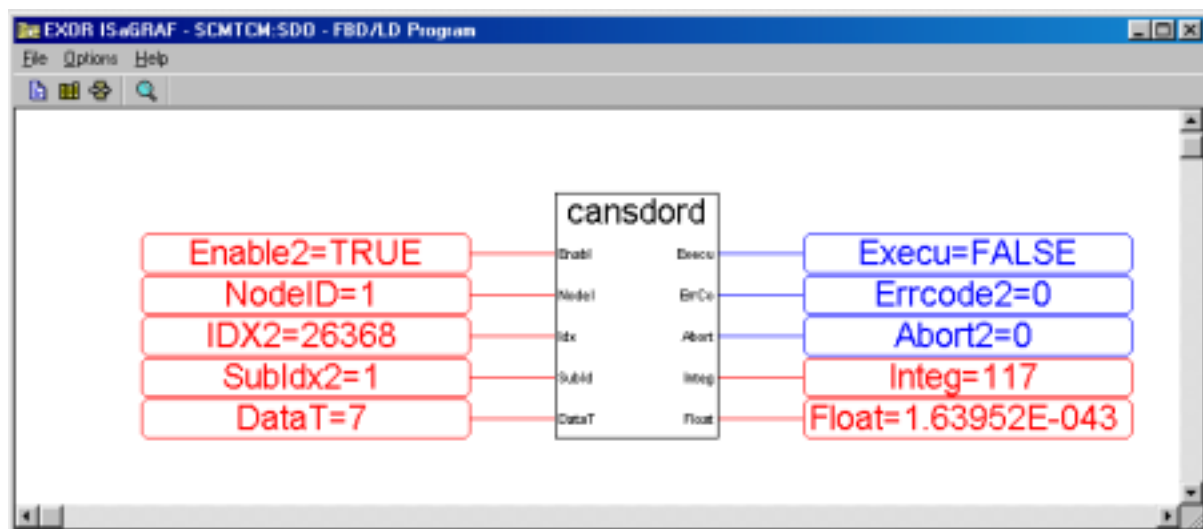 EXOR ISaGRAF - SCMTCM:SDO - FBD/LD Program
File Options Help
cansdord
Enable2=TRUE Enabl Execu Execu=FALSE
NodeID=1 NodeI ErrCo Errcode2=0
IDX2=26368 Idx Abort Abort2=0
SubIdx2=1 SubId Integ Integ=117
DataT=7 DataT Float Float=1.63952E-043